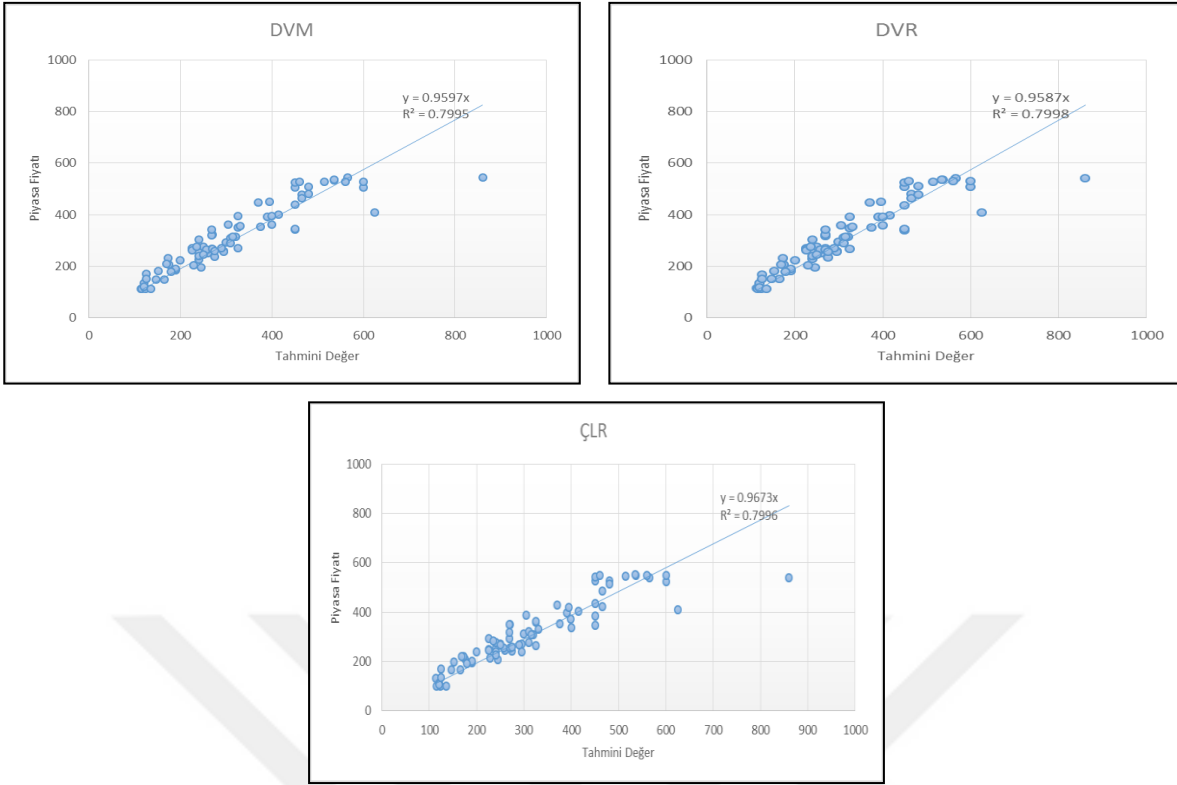 DVM
1000
800
600
400
200
0
Piyasa Fiyatı
y = 0.9597x
R² = 0.7995
0 200 400 600 800 1000
Tahmini Değer
DVR
1000
800
600
400
200
0
Piyasa Fiyatı
y = 0.9587x
R² = 0.7998
0 200 400 600 800 1000
Tahmini Değer
ÇLR
1000
800
600
400
200
0
Piyasa Fiyatı
y = 0.9673x
R² = 0.7996
0 100 200 300 400 500 600 700 800 900 1000
Tahmini Değer